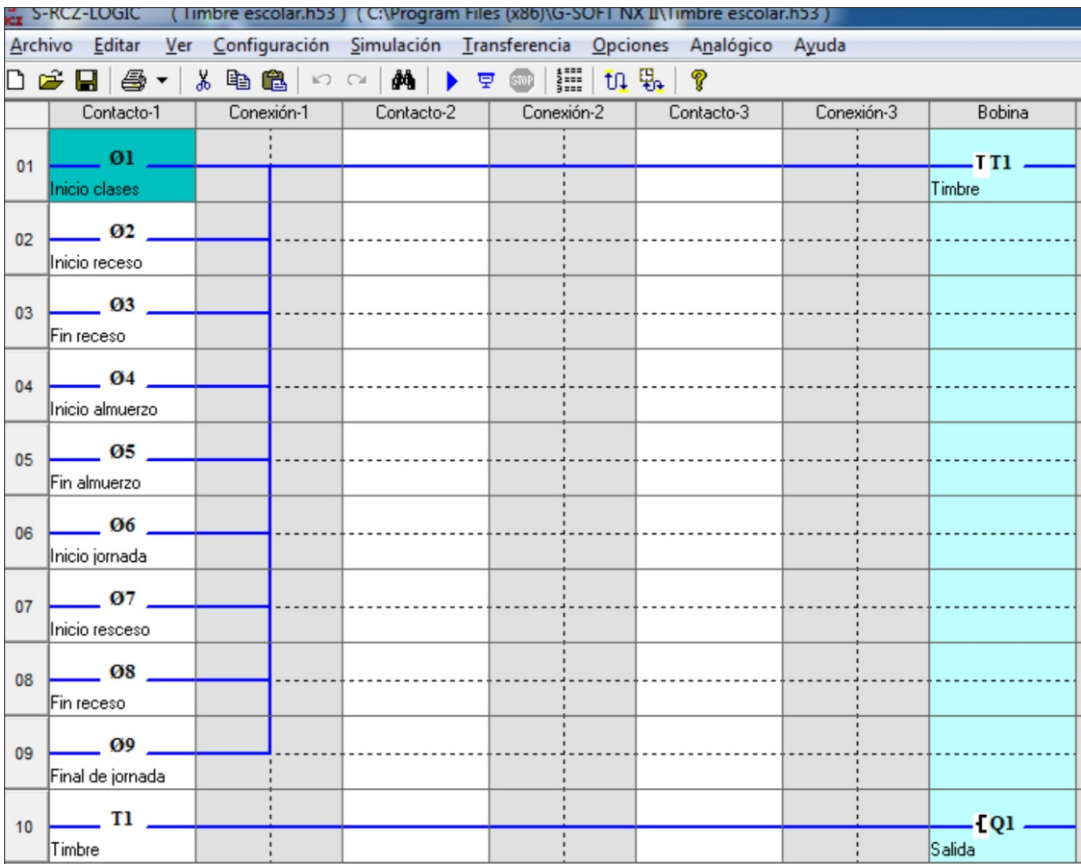 S-RCZ-LOGIC ( Timbre escolar.h53 ) ( C:\Program Files (x86)\G-SOFT NX II\Timbre escolar.h53 )
Archivo Editar Ver Configuración Simulación Transferencia Opciones Analógico Ayuda
STOP
Contacto-1 Conexión-1 Contacto-2 Conexión-2 Contacto-3 Conexión-3 Bobina
01 Ø1 T T1
Inicio clases Timbre
02 Ø2
Inicio receso
03 Ø3
Fin receso
04 Ø4
Inicio almuerzo
05 Ø5
Fin almuerzo
06 Ø6
Inicio jornada
07 Ø7
Inicio resceso
08 Ø8
Fin receso
09 Ø9
Final de jornada
10 T1 [Q1
Timbre Salida